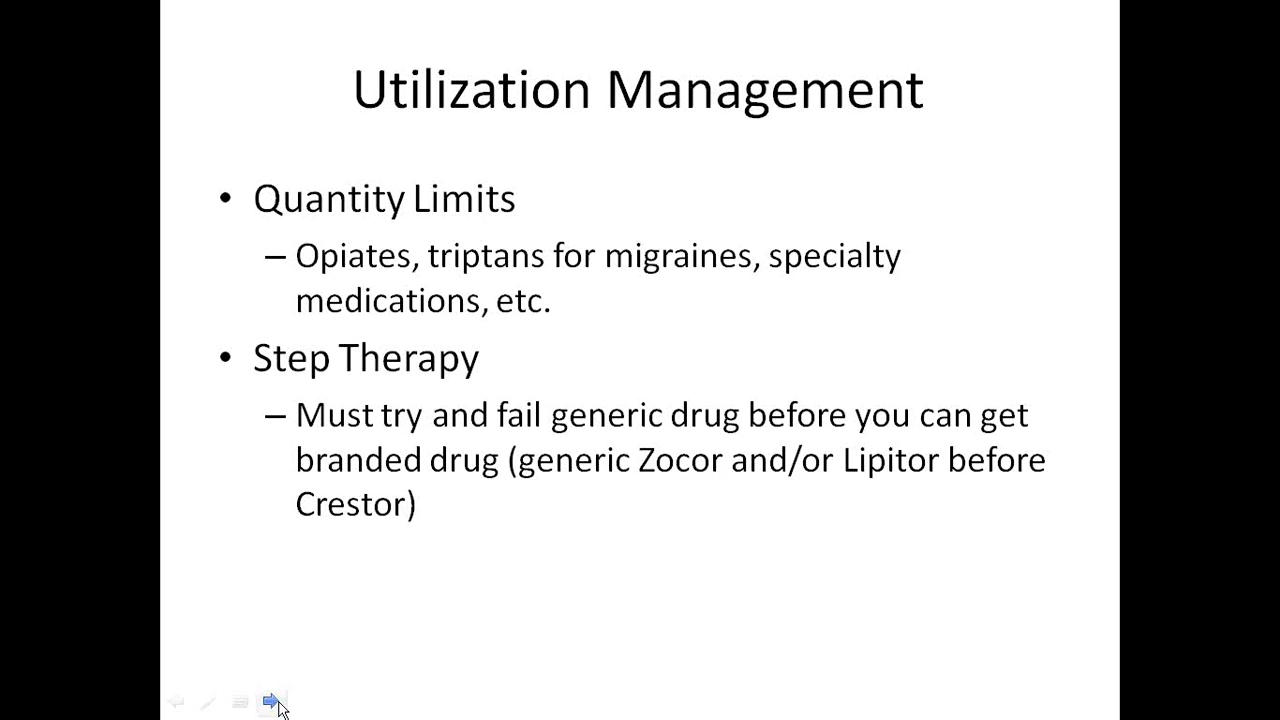 Utilization Management
• Quantity Limits
– Opiates, triptans for migraines, specialty
medications, etc.
• Step Therapy
– Must try and fail generic drug before you can get
branded drug (generic Zocor and/or Lipitor before
Crestor)